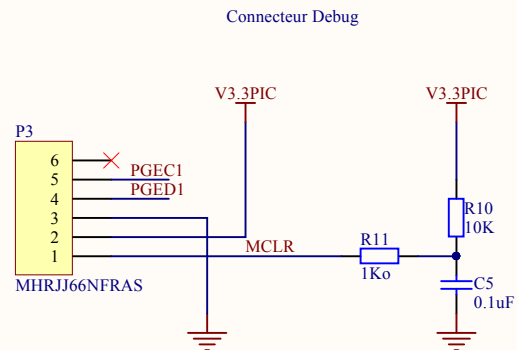 Connecteur Debug
V3.3PIC
V3.3PIC
P3
6
5
PGEC1
4
PGED1
3
2
1
MCLR
R11
1Ko
R10
10K
C5
0.1uF
MHRJJ66NFRAS